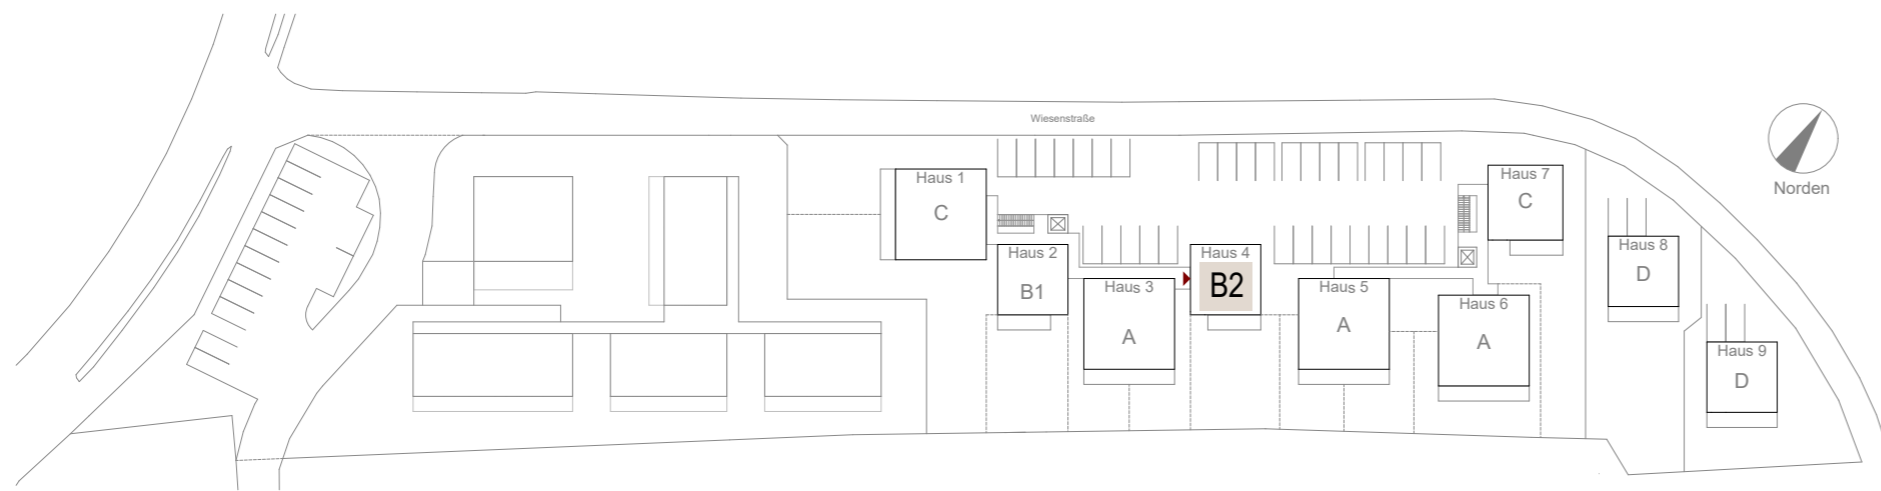 Wiesenstraße
Norden
Haus 1
C
Haus 7
C
Haus 2
B1
Haus 4
B2
Haus 8
D
Haus 3
A
Haus 5
A
Haus 6
A
Haus 9
D